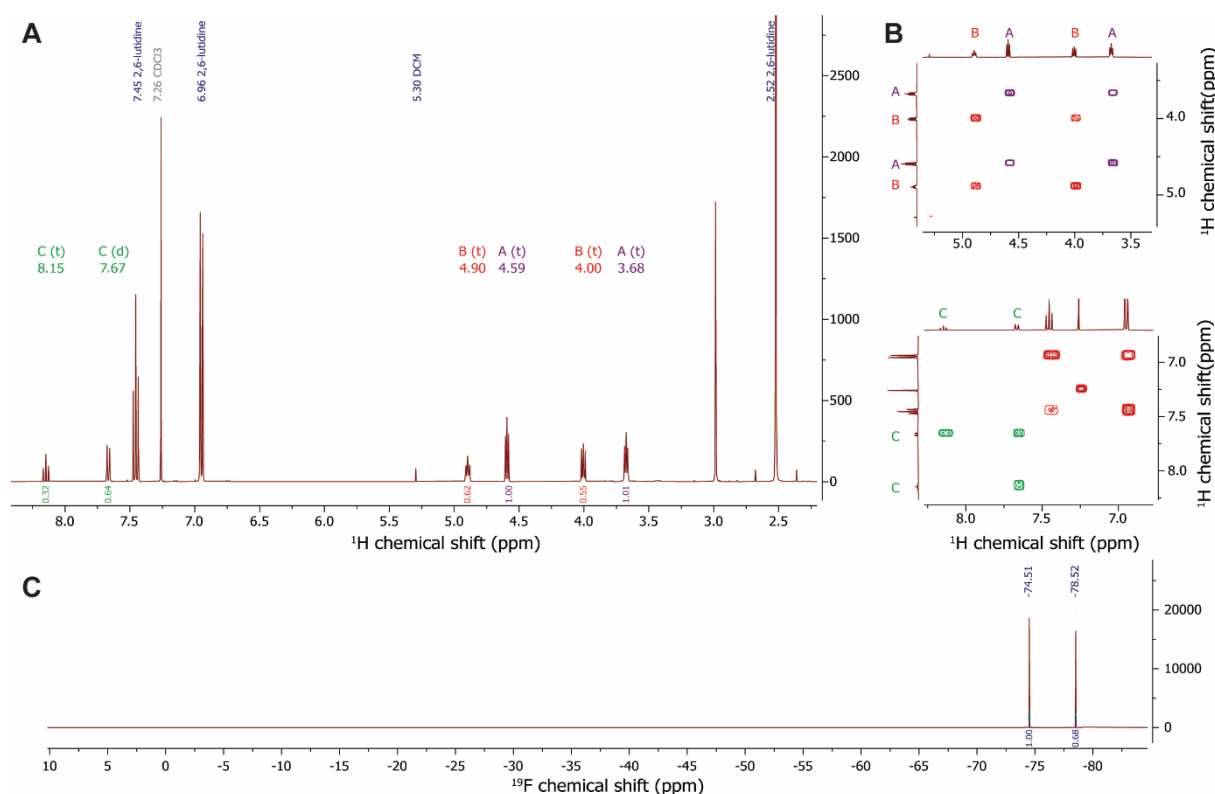 A
7.45 2,6-lutidine
7.26 CDCl3
6.96 2,6-lutidine
5.30 DCM
2.52 2,6-lutidine
C (t)
8.15
C (d)
7.67
B (t)
4.90
A (t)
4.59
B (t)
4.00
A (t)
3.68
2500
2000
1500
1000
500
0
0.32
0.64
0.62
1.00
0.55
1.01
8.0 7.5 7.0 6.5 6.0 5.5 5.0 4.5 4.0 3.5 3.0 2.5
¹H chemical shift (ppm)
B
B A B A
A
B
A
B
4.0
5.0
¹H chemical shift(ppm)
5.0 4.5 4.0 3.5
¹H chemical shift (ppm)
C C
C
C
7.0
7.5
8.0
¹H chemical shift(ppm)
8.0 7.5 7.0
¹H chemical shift (ppm)
C
-74.51
-78.52
20000
10000
0
1.00
0.68
10 5 0 -5 -10 -15 -20 -25 -30 -35 -40 -45 -50 -55 -60 -65 -70 -75 -80
¹⁹F chemical shift (ppm)